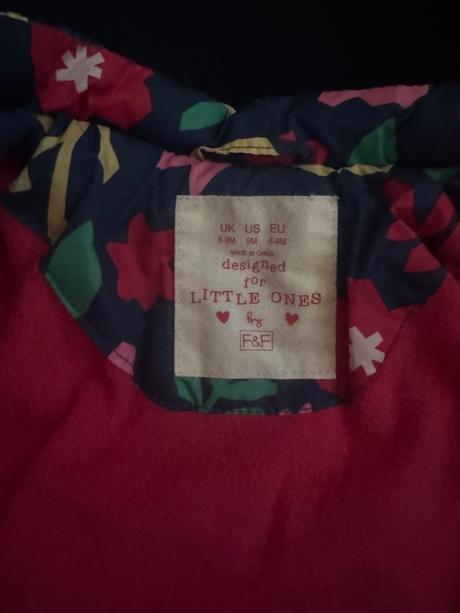 UK US EU
6-9M 9M 6-9M
MADE IN CHINA
designed
for
LITTLE ONES
by
F&F